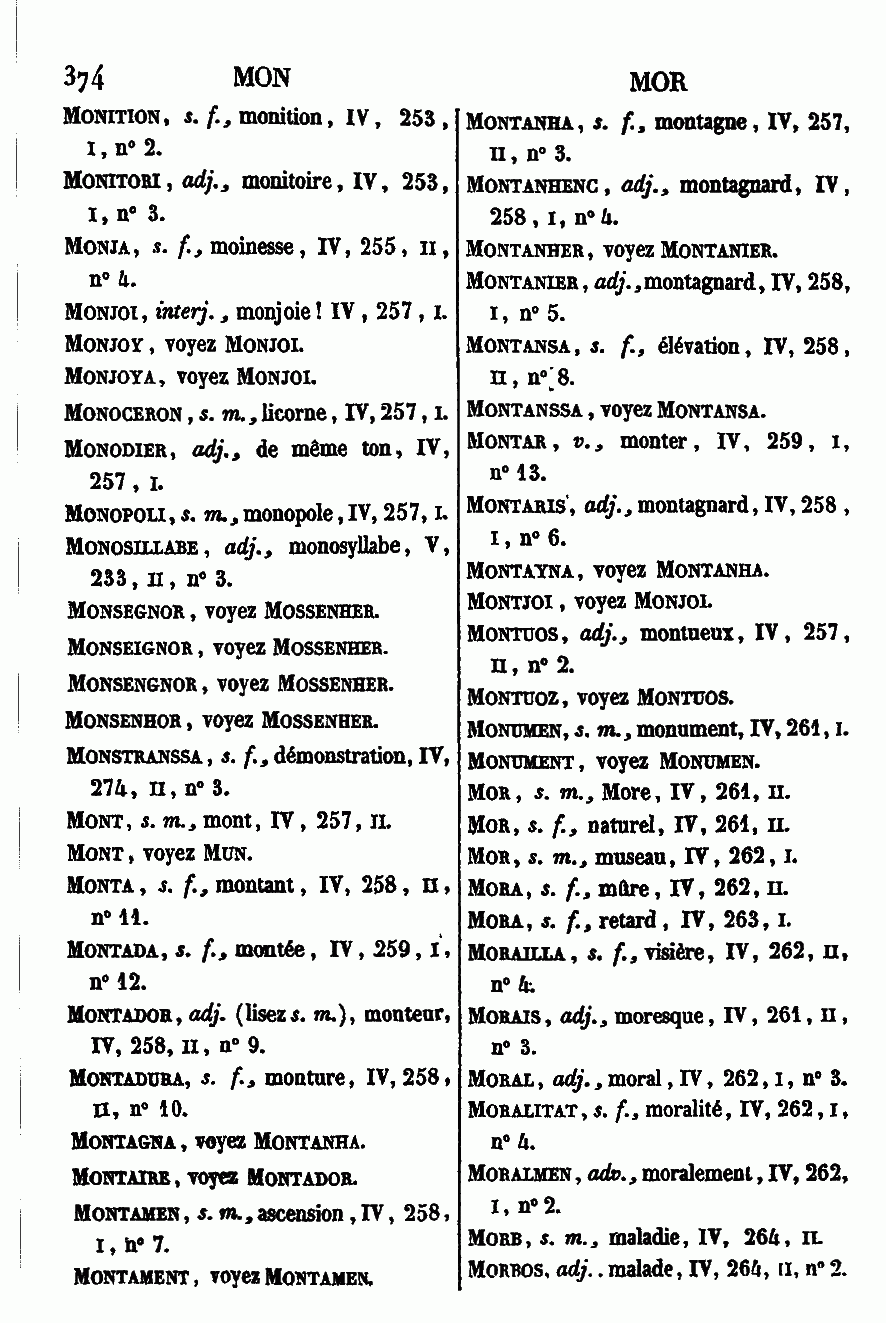 374 MON MOR
MONITION, s. f., monition, IV, 253,
I, n° 2.
MONITORI, adj., monitoire, IV, 253,
I, n° 3.
MONJA, s. f., moinesse, IV, 255, II,
n° 4.
MONJOI, interj., monjoie! IV, 257, I.
MONJOY, voyez MONJOI.
MONJOYA, voyez MONJOI.
MONOCERON, s. m., licorne, IV, 257, I.
MONODIER, adj., de même ton, IV,
257, I.
MONOPOLI, s. m., monopole, IV, 257, I.
MONOSILLABE, adj., monosyllabe, V,
233, II, n° 3.
MONSEGNOR, voyez MOSSENHER.
MONSEIGNOR, voyez MOSSENHER.
MONSENGNOR, voyez MOSSENHER.
MONSENHOR, voyez MOSSENHER.
MONSTRANSSA, s. f., démonstration, IV,
274, II, n° 3.
MONT, s. m., mont, IV, 257, II.
MONT, voyez MUN.
MONTA, s. f., montant, IV, 258, II,
n° 11.
MONTADA, s. f., montée, IV, 259, I,
n° 12.
MONTADOR, adj. (lisez s. m.), monteur,
IV, 258, II, n° 9.
MONTADURA, s. f., monture, IV, 258,
II, n° 10.
MONTAGNA, voyez MONTANHA.
MONTAIRE, voyez MONTADOR.
MONTAMEN, s. m., ascension, IV, 258,
I, n° 7.
MONTAMENT, voyez MONTAMEN.
MONTANHA, s. f., montagne, IV, 257,
II, n° 3.
MONTANHENC, adj., montagnard, IV,
258, I, n° 4.
MONTANHER, voyez MONTANIER.
MONTANIER, adj., montagnard, IV, 258,
I, n° 5.
MONTANSA, s. f., élévation, IV, 258,
II, n° 8.
MONTANSSA, voyez MONTANSA.
MONTAR, v., monter, IV, 259, I,
n° 13.
MONTARIS, adj., montagnard, IV, 258,
I, n° 6.
MONTAYNA, voyez MONTANHA.
MONTJOI, voyez MONJOI.
MONTUOS, adj., montueux, IV, 257,
II, n° 2.
MONTUOZ, voyez MONTUOS.
MONUMEN, s. m., monument, IV, 261, I.
MONUMENT, voyez MONUMEN.
MOR, s. m., More, IV, 261, II.
MOR, s. f., naturel, IV, 261, II.
MOR, s. m., museau, IV, 262, I.
MORA, s. f., mûre, IV, 262, II.
MORA, s. f., retard, IV, 263, I.
MORAILLA, s. f., visière, IV, 262, II,
n° 4.
MORAIS, adj., moresque, IV, 261, II,
n° 3.
MORAL, adj., moral, IV, 262, I, n° 3.
MORALITAT, s. f., moralité, IV, 262, I,
n° 4.
MORALMEN, adv., moralement, IV, 262,
I, n° 2.
MORB, s. m., maladie, IV, 264, II.
MORBOS, adj., malade, IV, 264, II, n° 2.